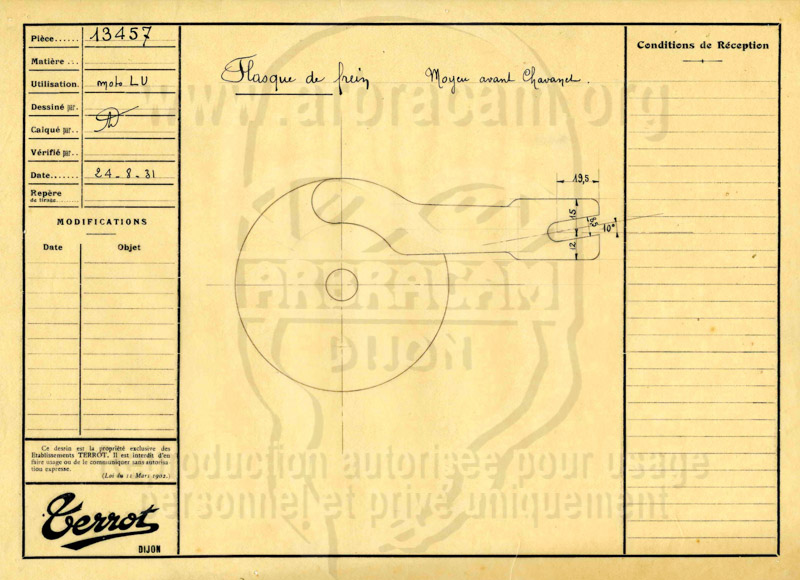 Pièce...... 13457
Matière ...
Utilisation. moto LU
Dessiné par.
Calqué par..
Vérifié par..
Date....... 24-8-31
Repère
de tirage.
MODIFICATIONS
Date Objet
Ce dessin est la propriété exclusive des
Etablissements TERROT. Il est interdit d'en
faire usage ou de le communiquer sans autorisa-
tion expresse.
(Loi du 11 Mars 1902.)
Terrot
DIJON
Flasque de frein Moyeu avant Chavanet.
19,5
15
10°
12
Conditions de Réception
www.arbracam.org
ARBRACAM
DIJON
Reproduction autorisée pour usage
personnel et privé uniquement